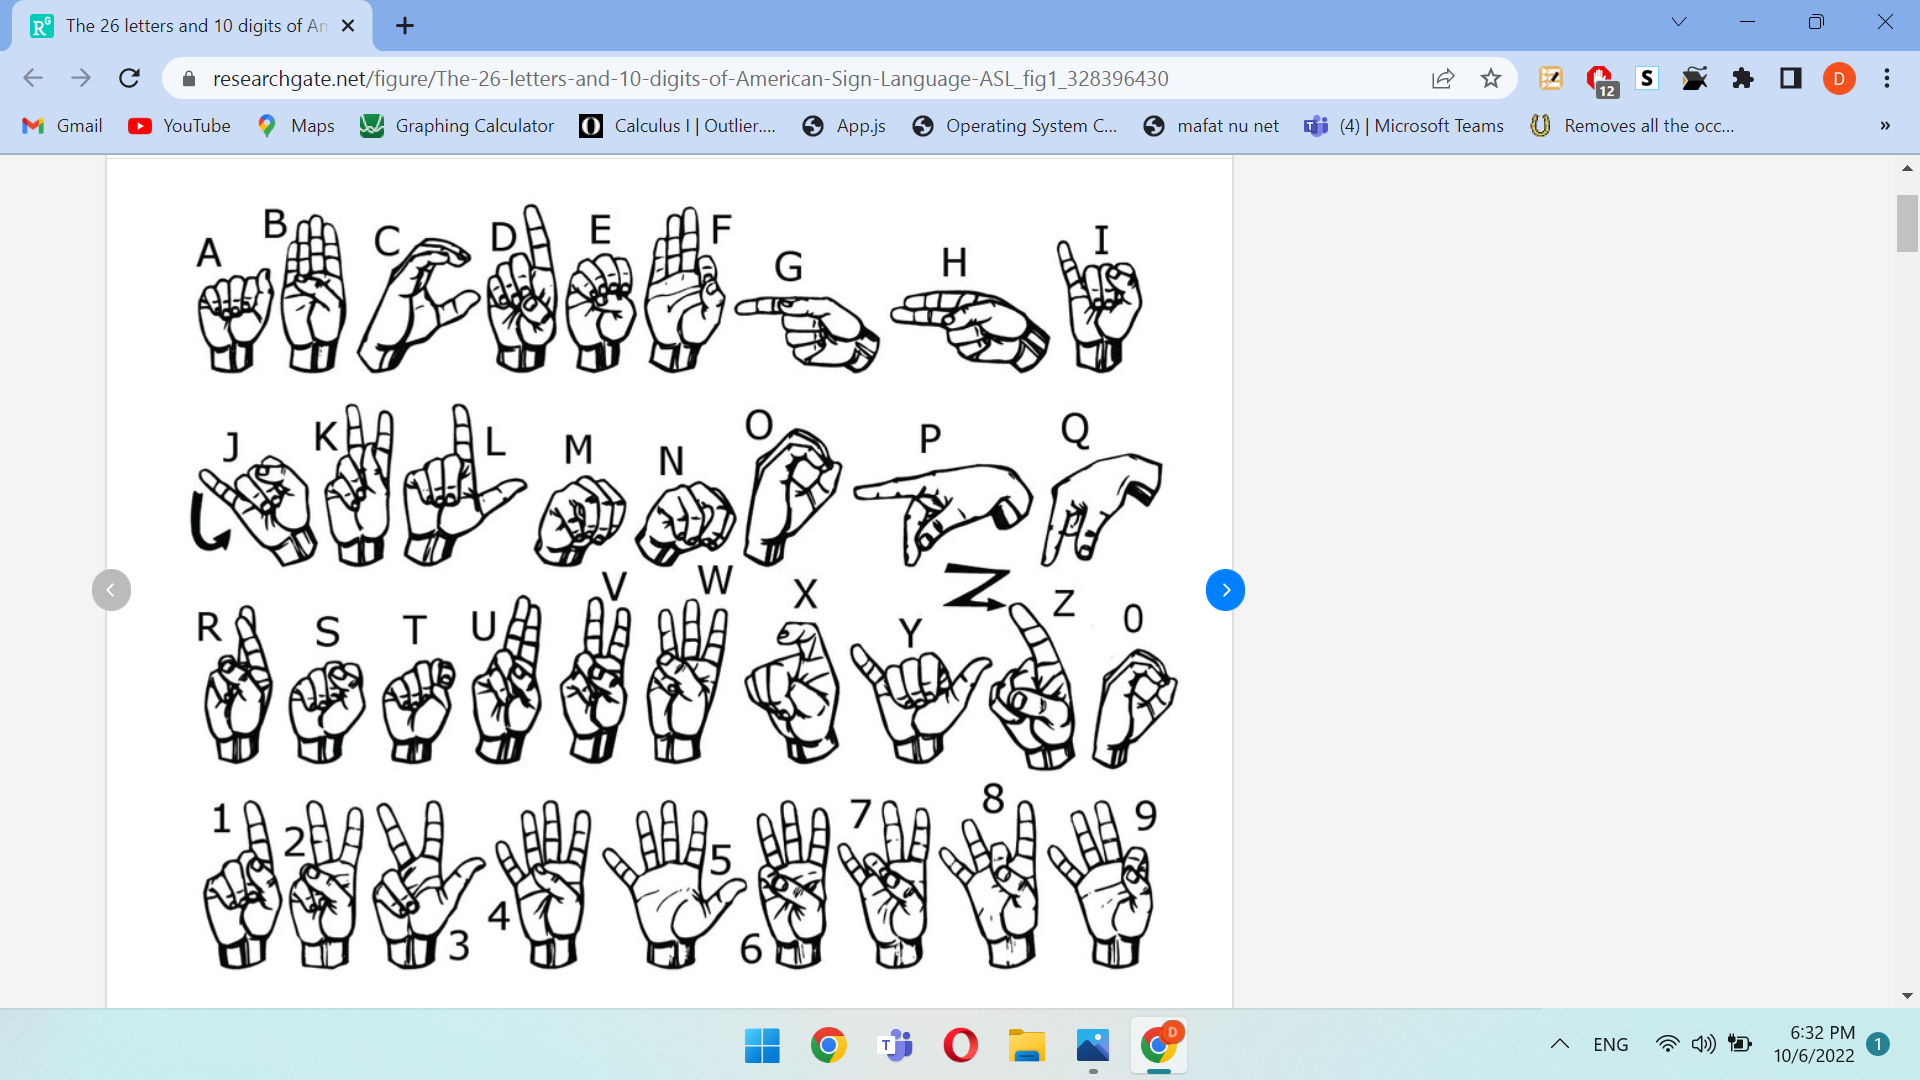 The 26 letters and 10 digits of Am
researchgate.net/figure/The-26-letters-and-10-digits-of-American-Sign-Language-ASL_fig1_328396430
S
12
D
Gmail YouTube Maps Graphing Calculator Calculus I | Outlier.... App.js Operating System C... mafat nu net (4) | Microsoft Teams Removes all the occ... »
A B C D E F G H I
J K L M N O P Q
R S T U V W X Y Z Z 0
1 2 3 4 5 6 7 8 9
ENG
6:32 PM
10/6/2022
1